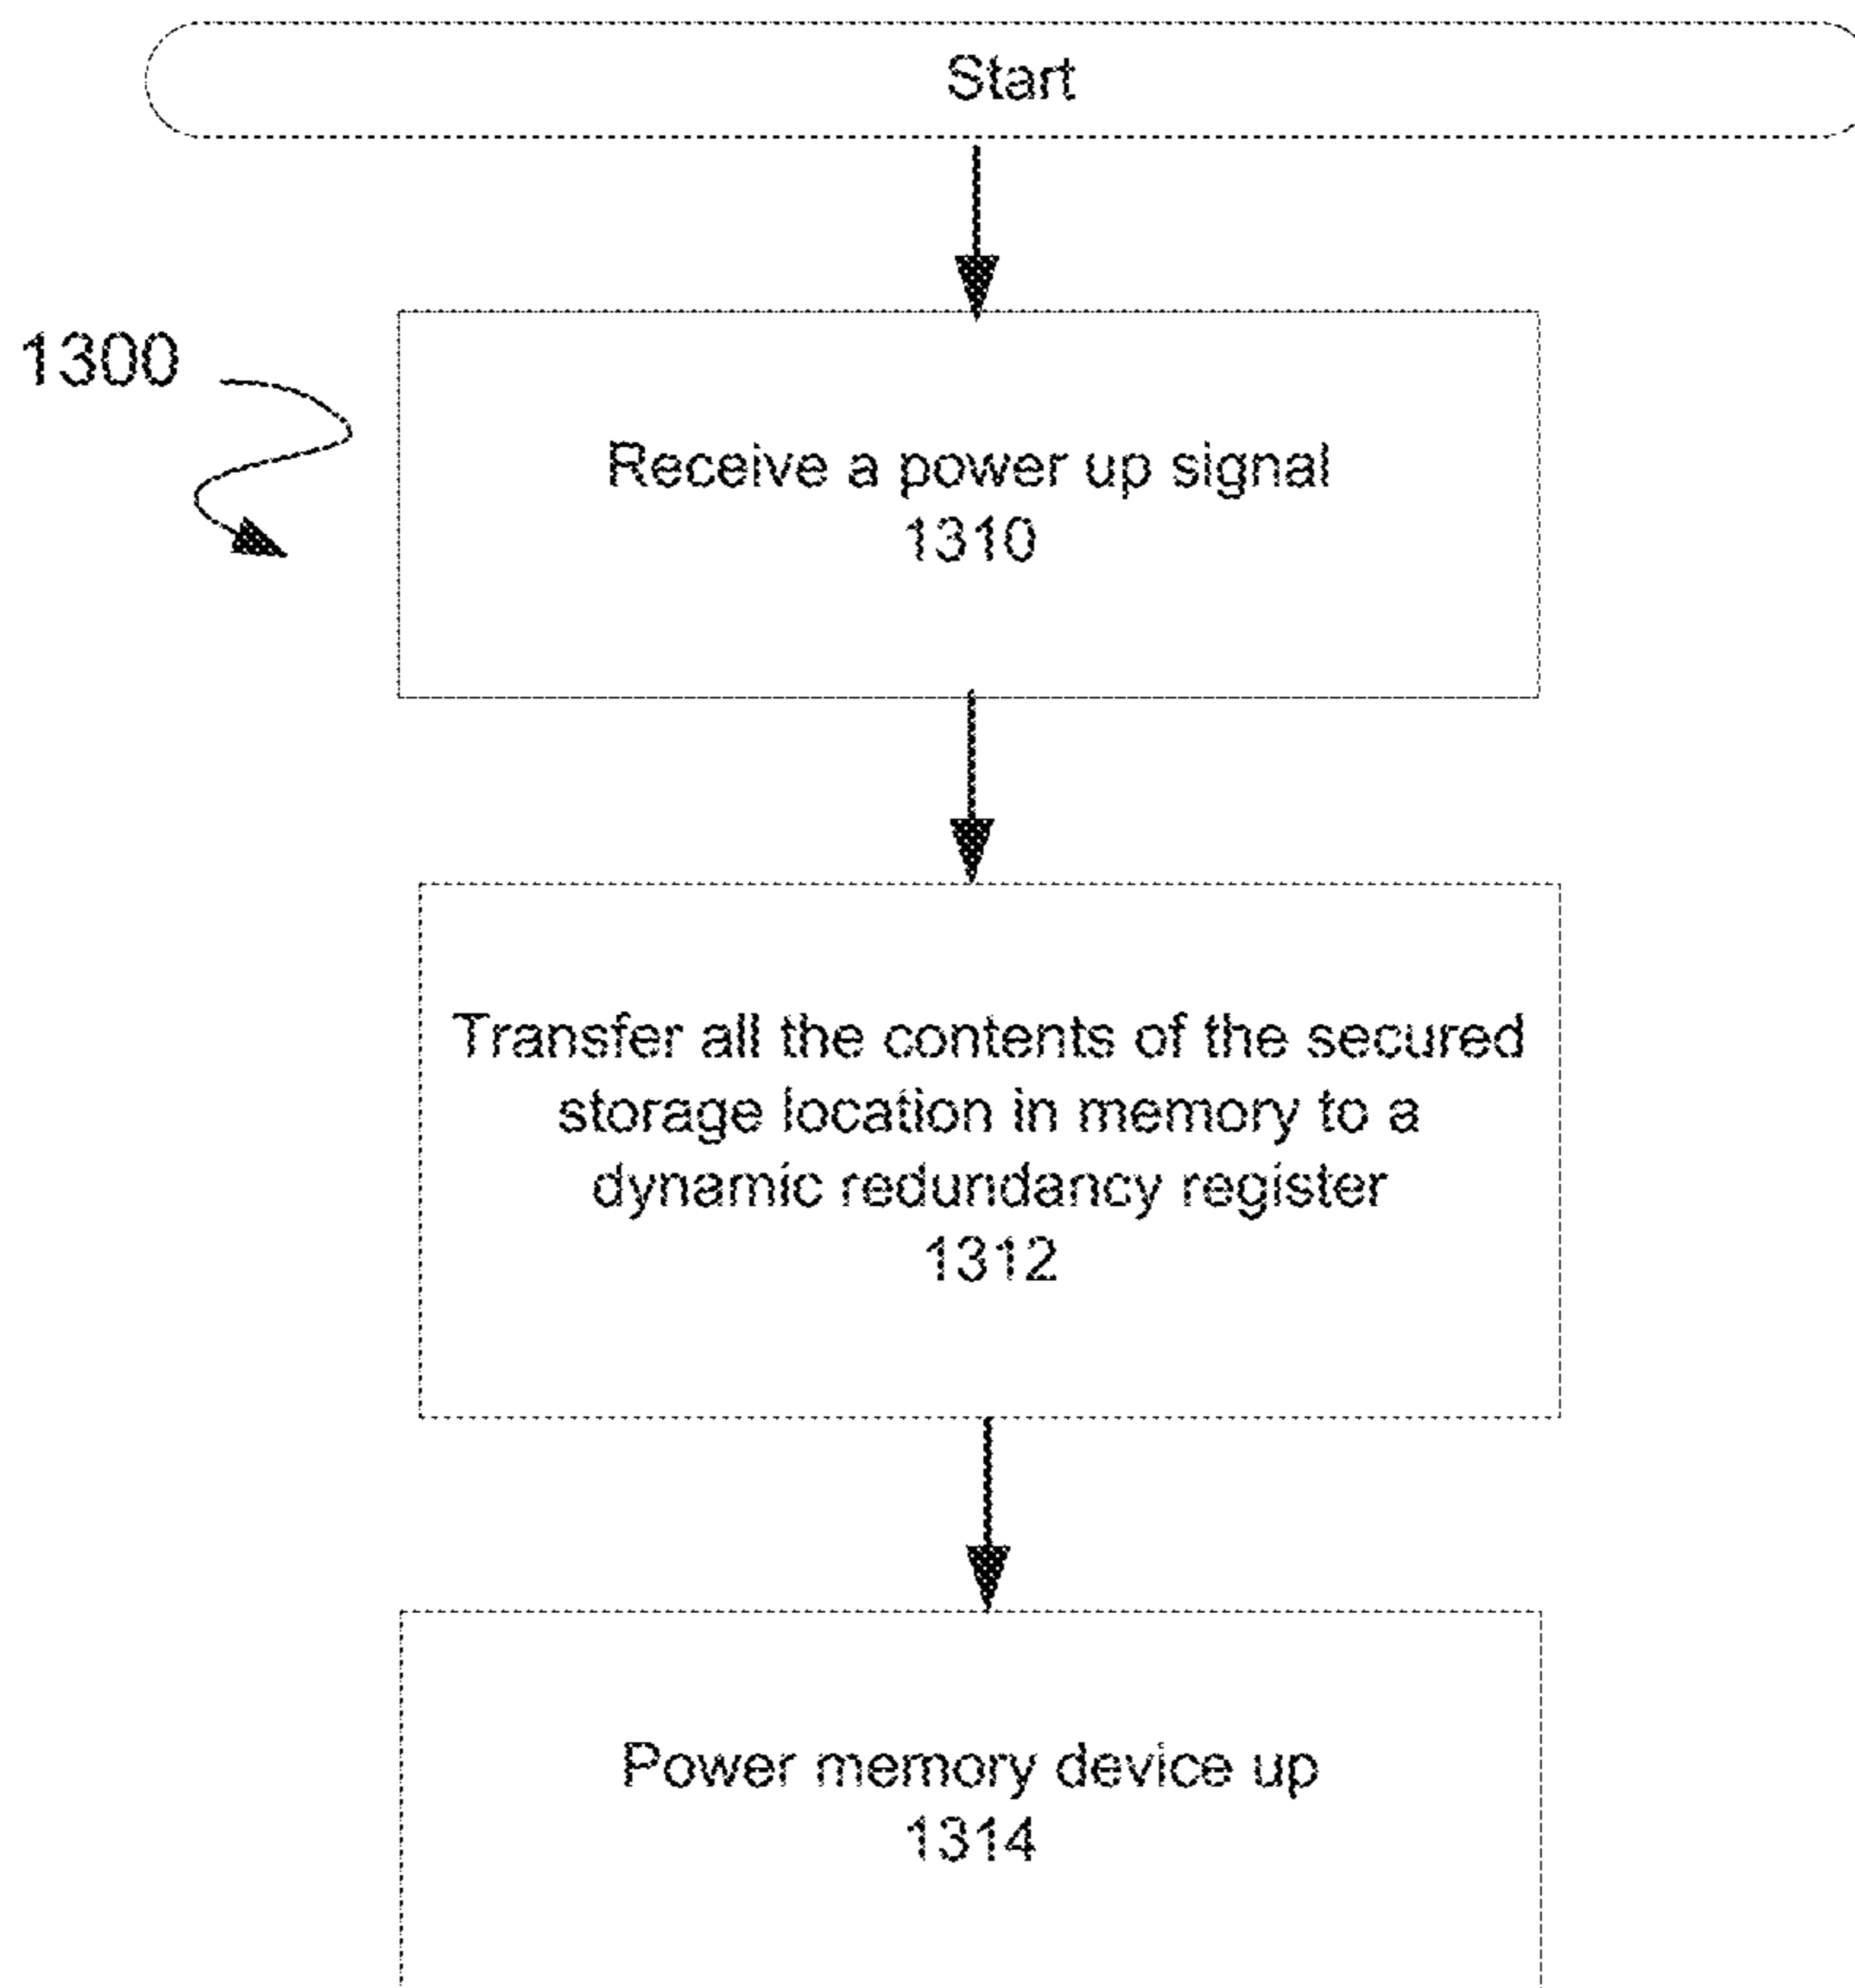 Start
1300
Receive a power up signal
1310
Transfer all the contents of the secured
storage location in memory to a
dynamic redundancy register
1312
Power memory device up
1314